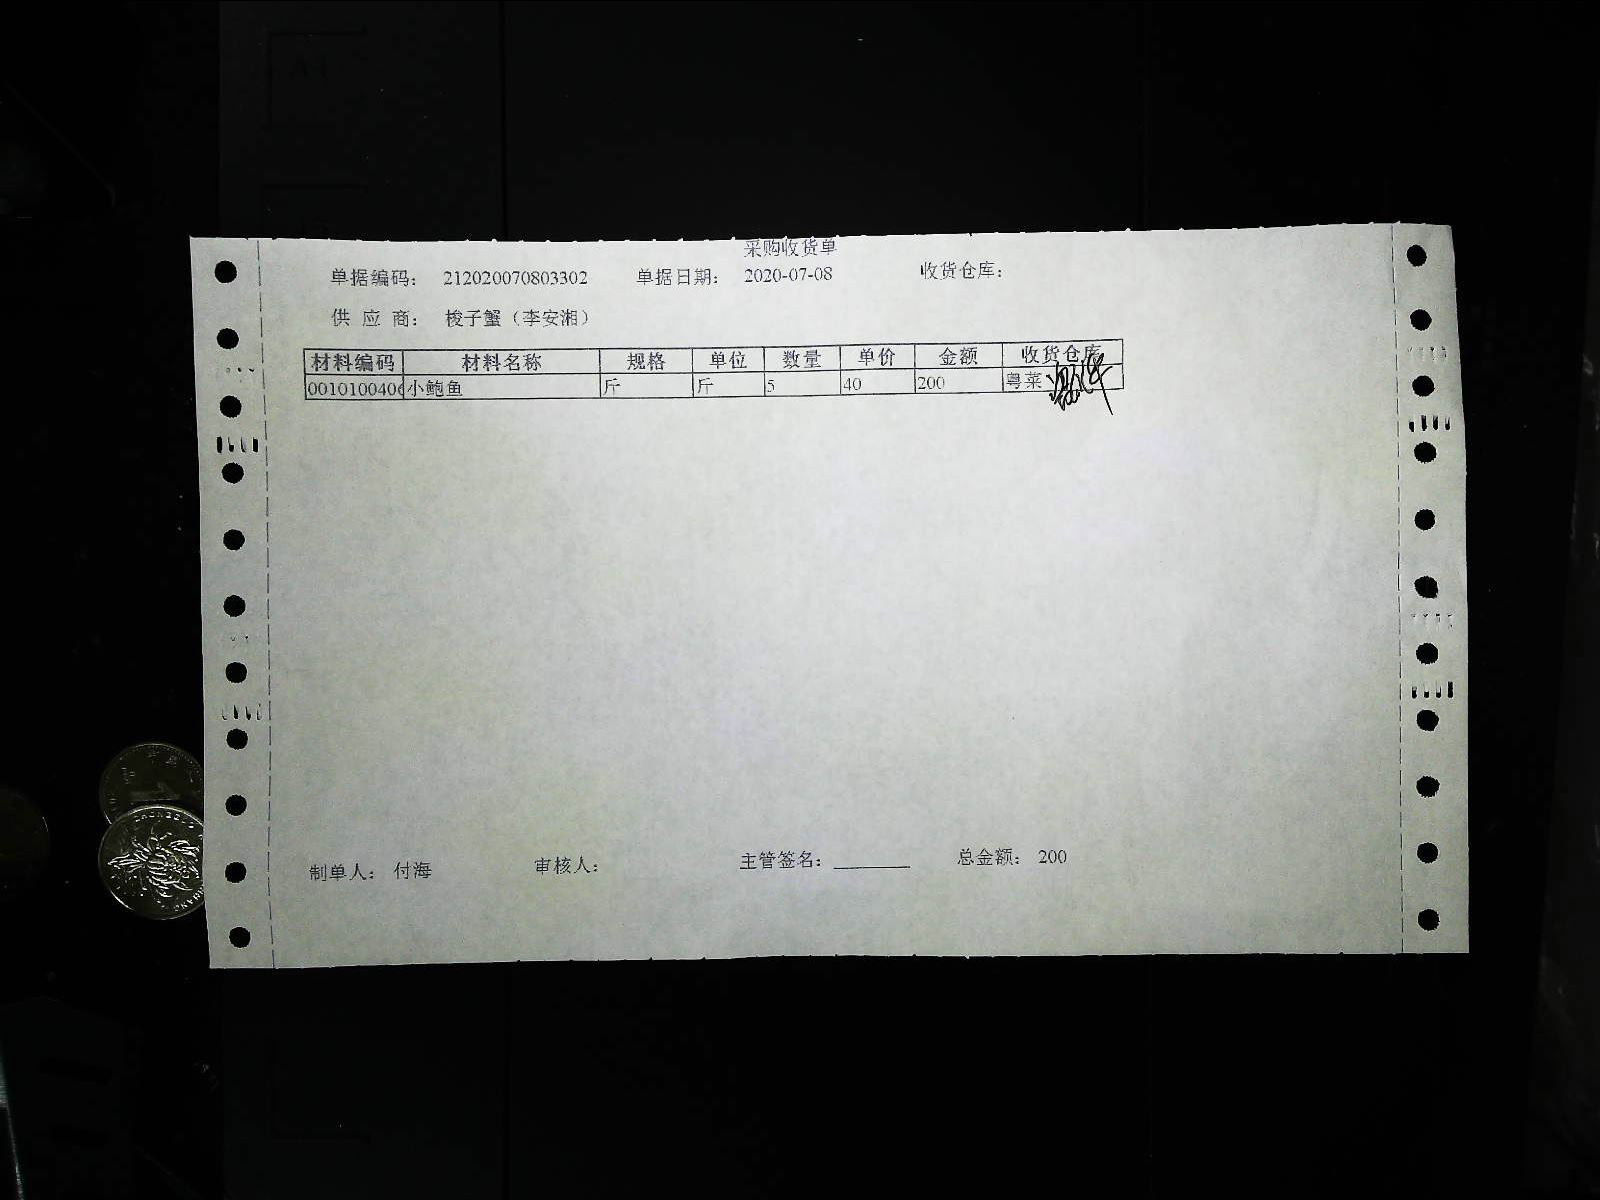 采购收货单
单据编码： 212020070803302 单据日期： 2020-07-08 收货仓库：
供 应 商： 梭子蟹（李安湘）
材料编码 材料名称 规格 单位 数量 单价 金额 收货仓库
0010100406 小鲍鱼 斤 斤 5 40 200 粤菜
制单人： 付海 审核人： 主管签名： 总金额： 200